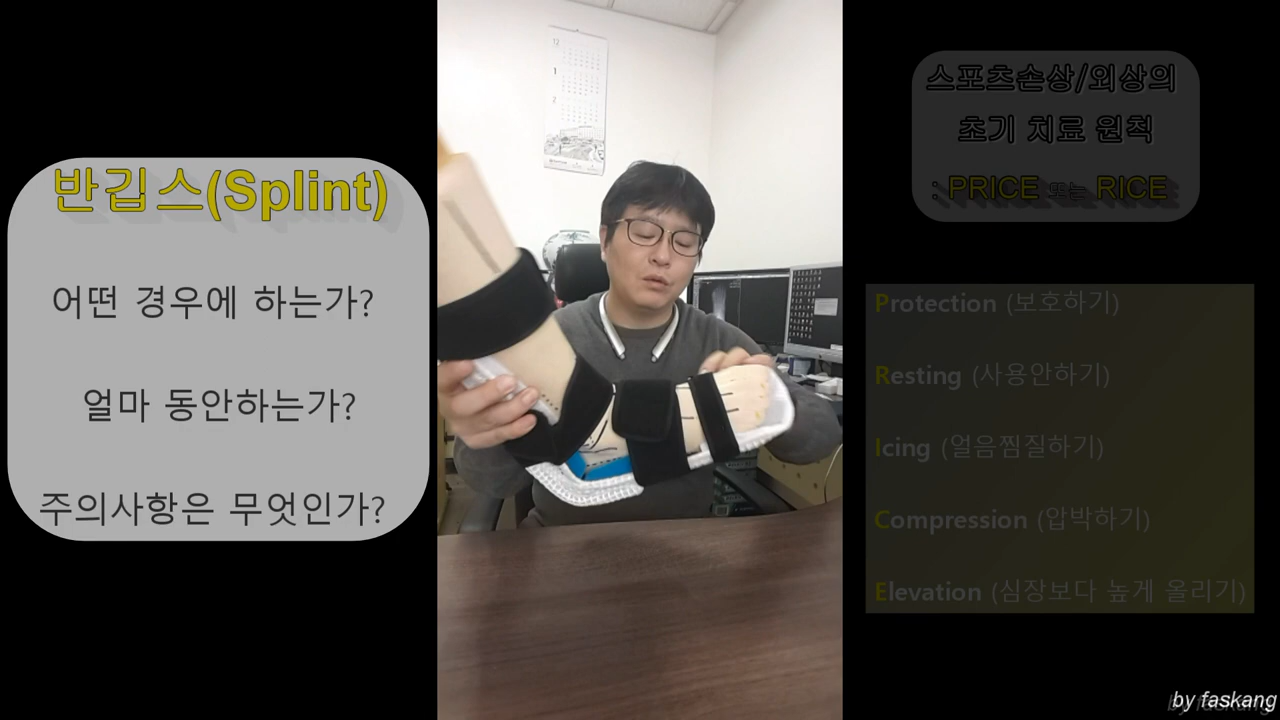 반깁스(Splint)
어떤 경우에 하는가?
얼마 동안하는가?
주의사항은 무엇인가?
12
1
2
스포츠손상/외상의
초기 치료 원칙
: PRICE 또는 RICE
Protection (보호하기)
Resting (사용안하기)
Icing (얼음찜질하기)
Compression (압박하기)
Elevation (심장보다 높게 올리기)
by faskang